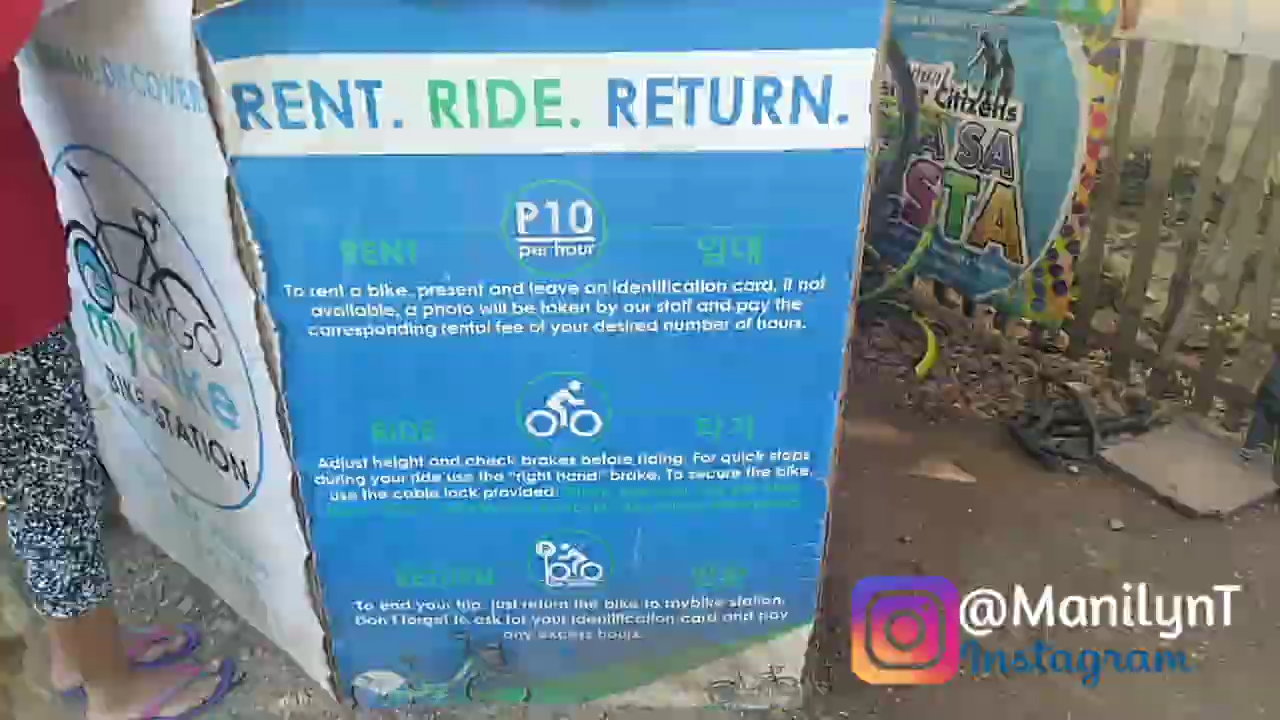 DISCOVER
RENT. RIDE. RETURN.
P10
per hour
RENT
임대
To rent a bike, present and leave an identification card, if not
available, a photo will be taken by our staff and pay the
corresponding rental fee of your desired number of hours.
RIDE
타기
Adjust height and check brakes before riding. For quick stops
during your ride use the "right hand" brake. To secure the bike,
use the cable lock provided.
RETURN
P
To end your trip, just return the bike to mybike station.
Don't forget to ask for your identification card and pay
any excess hours.
mybike
BIKE STATION
Citizens
STA
@ManilynT
Instagram